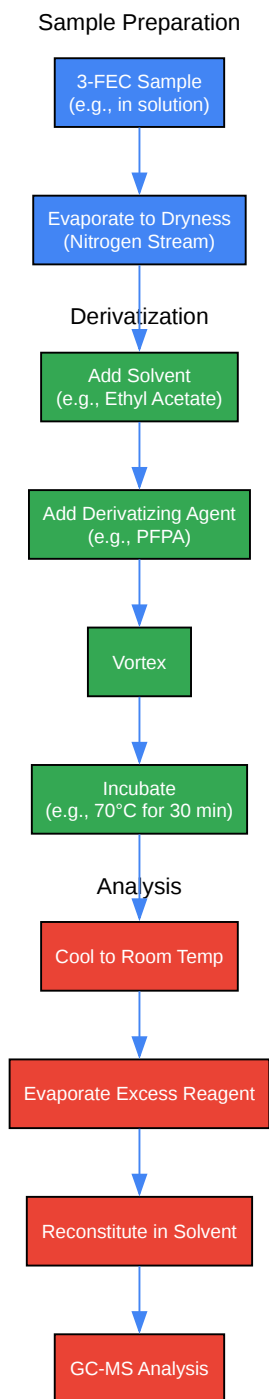 Sample Preparation
3-FEC Sample
(e.g., in solution)
Evaporate to Dryness
(Nitrogen Stream)
Derivatization
Add Solvent
(e.g., Ethyl Acetate)
Add Derivatizing Agent
(e.g., PFPA)
Vortex
Incubate
(e.g., 70°C for 30 min)
Analysis
Cool to Room Temp
Evaporate Excess Reagent
Reconstitute in Solvent
GC-MS Analysis